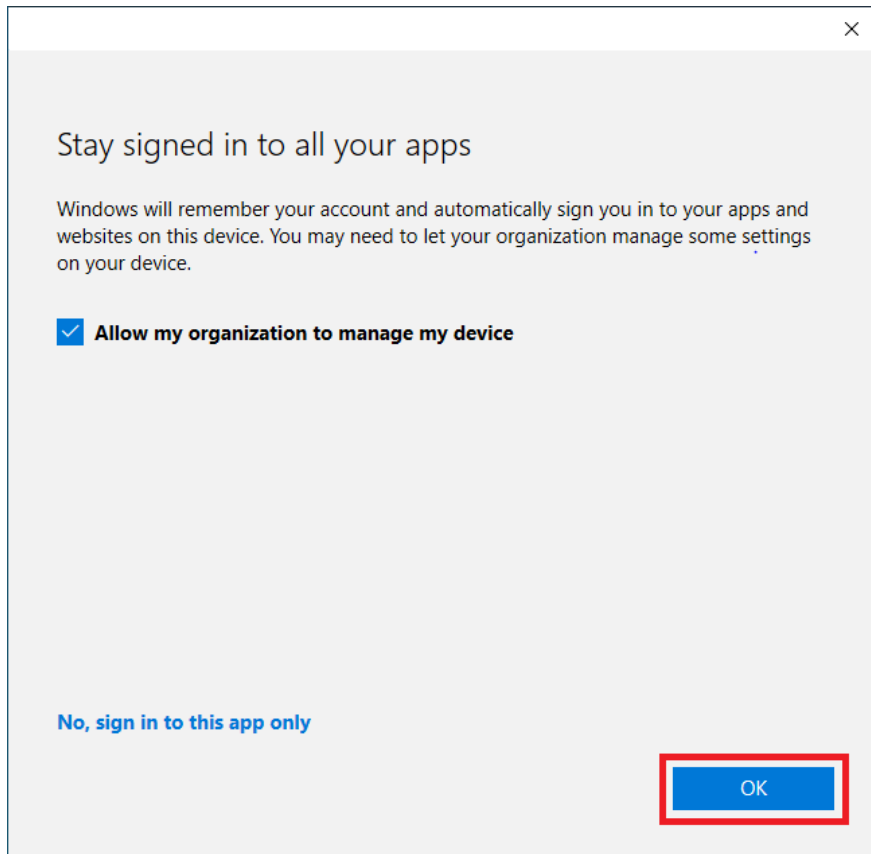 Stay signed in to all your apps
Windows will remember your account and automatically sign you in to your apps and
websites on this device. You may need to let your organization manage some settings
on your device.
Allow my organization to manage my device
No, sign in to this app only
OK